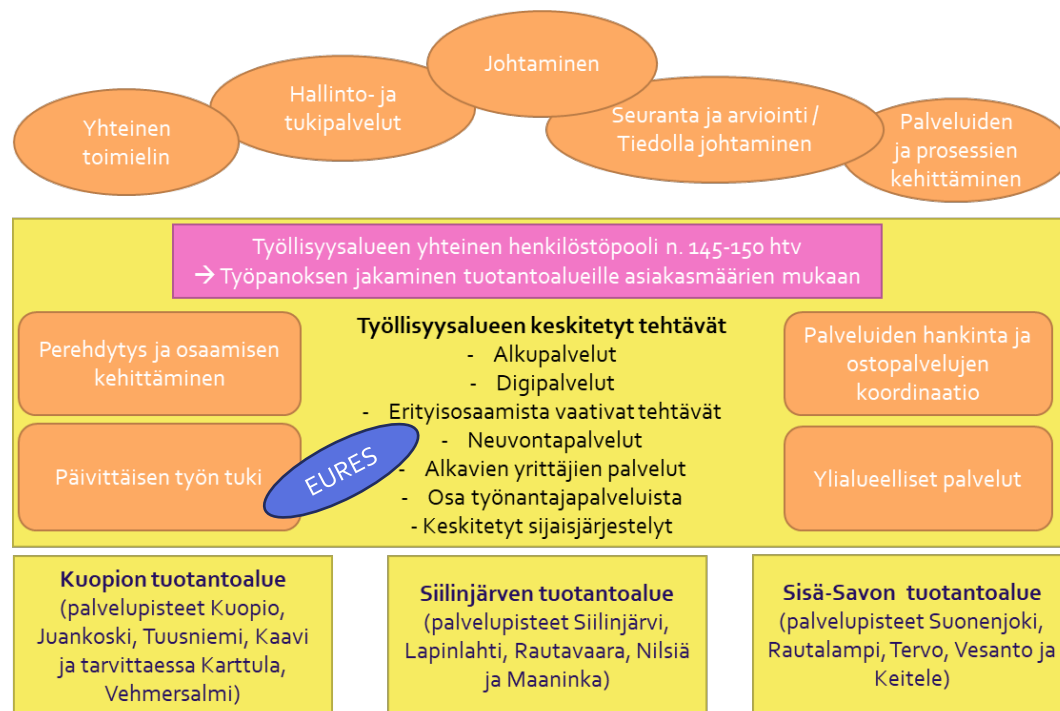 Johtaminen
Hallinto- ja
tukipalvelut
Yhteinen
toimielin
Seuranta ja arviointi /
Tiedolla johtaminen
Palveluiden
ja prosessien
kehittäminen
Työllisyysalueen yhteinen henkilöstöpooli n. 145-150 htv
→ Työpanoksen jakaminen tuotantoalueille asiakasmäärien mukaan
Perehdytys ja osaamisen
kehittäminen
Päivittäisen työn tuki
EURES
Työllisyysalueen keskitetyt tehtävät
- Alkupalvelut
- Digipalvelut
- Erityisosaamista vaativat tehtävät
- Neuvontapalvelut
- Alkavien yrittäjien palvelut
- Osa työnantajapalveluista
- Keskitetyt sijaisjärjestelyt
Palveluiden hankinta ja
ostopalvelujen
koordinaatio
Ylialueelliset palvelut
Kuopion tuotantoalue
(palvelupisteet Kuopio,
Juankoski, Tuusniemi, Kaavi
ja tarvittaessa Karttula,
Vehmersalmi)
Siilinjärven tuotantoalue
(palvelupisteet Siilinjärvi,
Lapinlahti, Rautavaara, Nilsiä
ja Maaninka)
Sisä-Savon tuotantoalue
(palvelupisteet Suonenjoki,
Rautalampi, Tervo, Vesanto ja
Keitele)